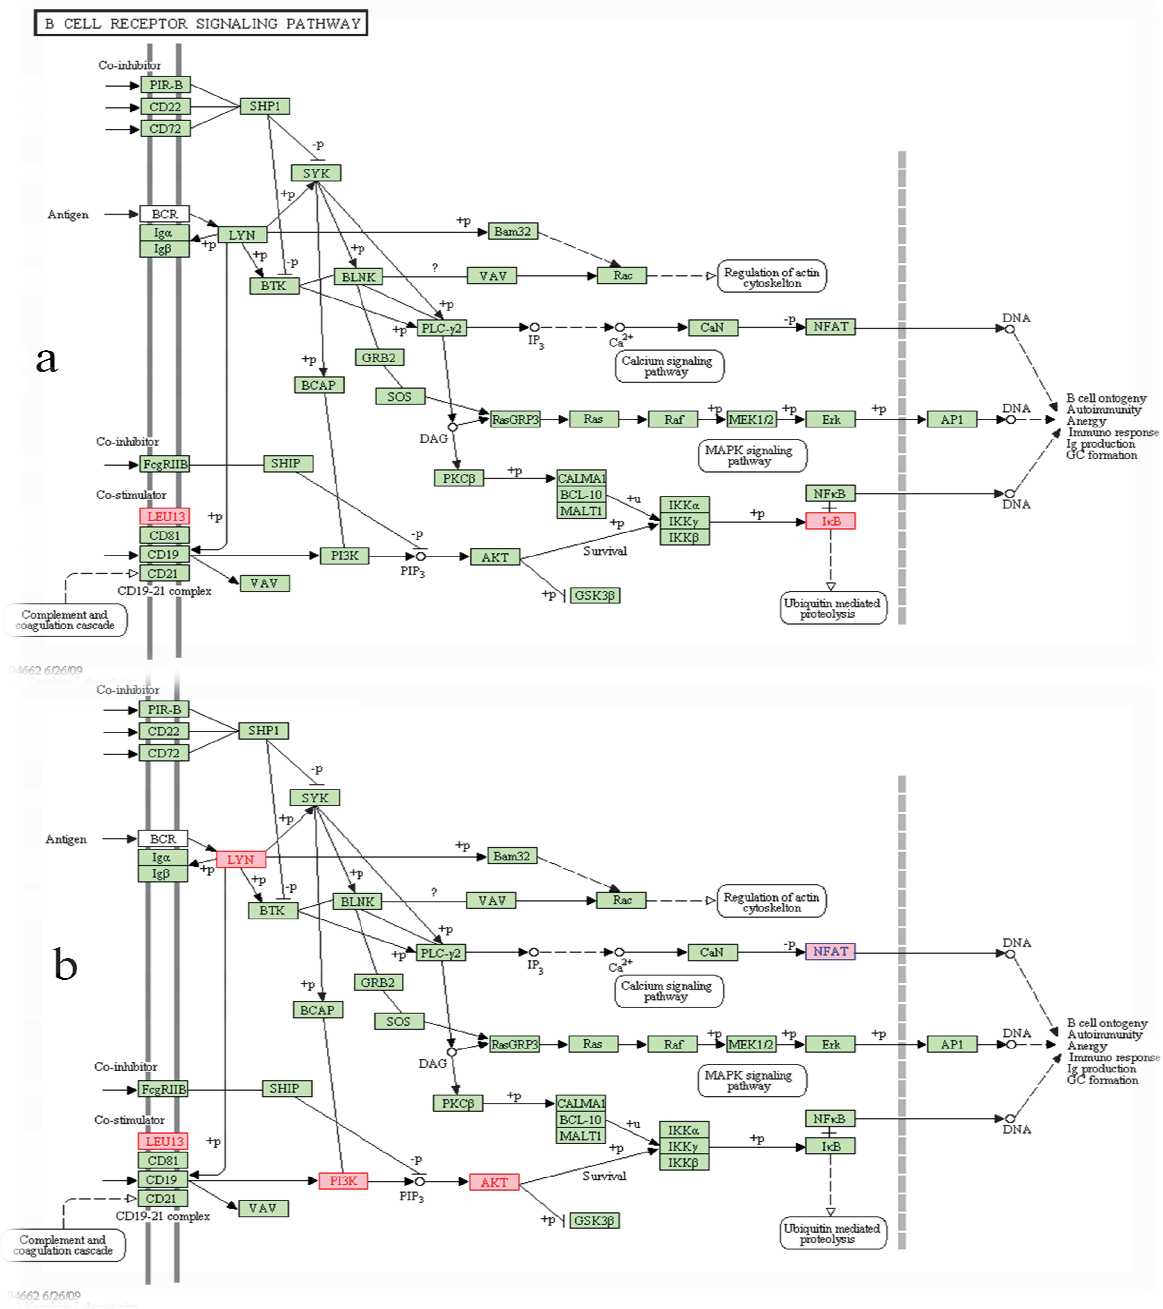 B CELL RECEPTOR SIGNALING PATHWAY
Co-inhibitor
PIR-B
CD22
SHP1
CD72
-p
SYK
+p
+p
Antigen
BCR
LYN
Bam32
Igα
Igβ
+p
+p
-p
+p
?
BTK
BLNK
VAV
Rac
Regulation of actin
cytoskelton
+p
+p
PLC-γ2
IP3
Ca2+
CaN
-p
NFAT
DNA
a
GRB2
Calcium signaling
pathway
+p
BCAP
SOS
RasGRP3
Ras
Raf
+p
MEK1/2
+p
Erk
+p
AP1
DNA
B cell ontogeny
Autoimmunity
Anergy
Immuno response
Ig production
GC formation
DAG
MAPK signaling
pathway
Co-inhibitor
FcgRIIB
SHIP
PKCβ
+p
CALMA1
BCL-10
MALT1
+u
+p
IKKα
IKKγ
IKKβ
+p
NFκB
IκB
DNA
Co-stimulator
LEU13
+p
CD81
CD19
CD21
CD19-21 complex
VAV
PI3K
-p
PIP3
AKT
Survival
+p
GSK3β
Ubiquitin mediated
proteolysis
Complement and
coagulation cascade
04662 6/26/09
Co-inhibitor
PIR-B
CD22
SHP1
CD72
-p
SYK
+p
+p
Antigen
BCR
LYN
Bam32
Igα
Igβ
+p
+p
-p
+p
?
BTK
BLNK
VAV
Rac
Regulation of actin
cytoskelton
+p
+p
PLC-γ2
IP3
Ca2+
CaN
-p
NFAT
DNA
b
GRB2
Calcium signaling
pathway
+p
BCAP
SOS
RasGRP3
Ras
Raf
+p
MEK1/2
+p
Erk
+p
AP1
DNA
B cell ontogeny
Autoimmunity
Anergy
Immuno response
Ig production
GC formation
DAG
MAPK signaling
pathway
Co-inhibitor
FcgRIIB
SHIP
PKCβ
+p
CALMA1
BCL-10
MALT1
+u
+p
IKKα
IKKγ
IKKβ
+p
NFκB
IκB
DNA
Co-stimulator
LEU13
+p
CD81
CD19
CD21
CD19-21 complex
VAV
PI3K
-p
PIP3
AKT
Survival
+p
GSK3β
Ubiquitin mediated
proteolysis
Complement and
coagulation cascade
04662 6/26/09